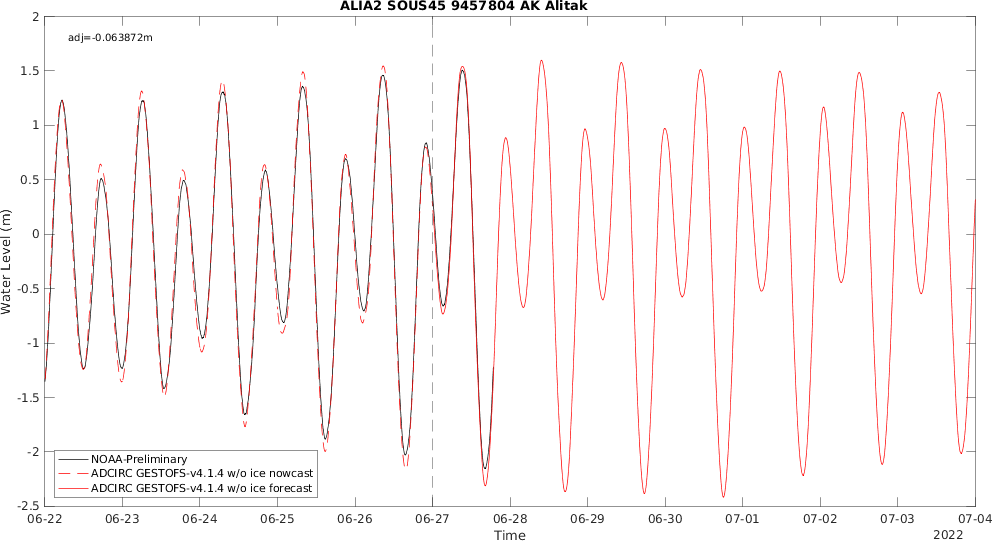 ALIA2 SOUS45 9457804 AK Alitak
adj=-0.063872m
Water Level (m)
2
1.5
1
0.5
0
-0.5
-1
-1.5
-2
-2.5
NOAA-Preliminary
ADCIRC GESTOFS-v4.1.4 w/o ice nowcast
ADCIRC GESTOFS-v4.1.4 w/o ice forecast
06-22 06-23 06-24 06-25 06-26 06-27 06-28 06-29 06-30 07-01 07-02 07-03 07-04
Time
2022